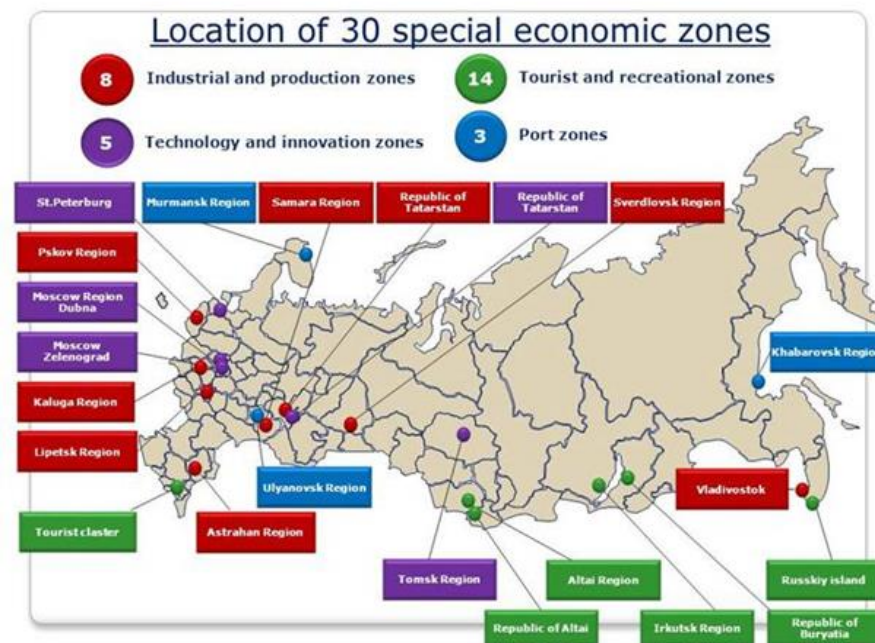 Location of 30 special economic zones
8
Industrial and production zones
14
Tourist and recreational zones
5
Technology and innovation zones
3
Port zones
St.Peterburg
Murmansk Region
Samara Region
Republic of
Tatarstan
Republic of
Tatarstan
Sverdlovsk Region
Pskov Region
Moscow Region
Dubna
Moscow
Zelenograd
Khabarovsk Region
Kaluga Region
Lipetsk Region
Ulyanovsk Region
Vladivostok
Tourist claster
Astrahan Region
Tomsk Region
Altai Region
Russkiy island
Republic of Altai
Irkutsk Region
Republic of
Buryatia